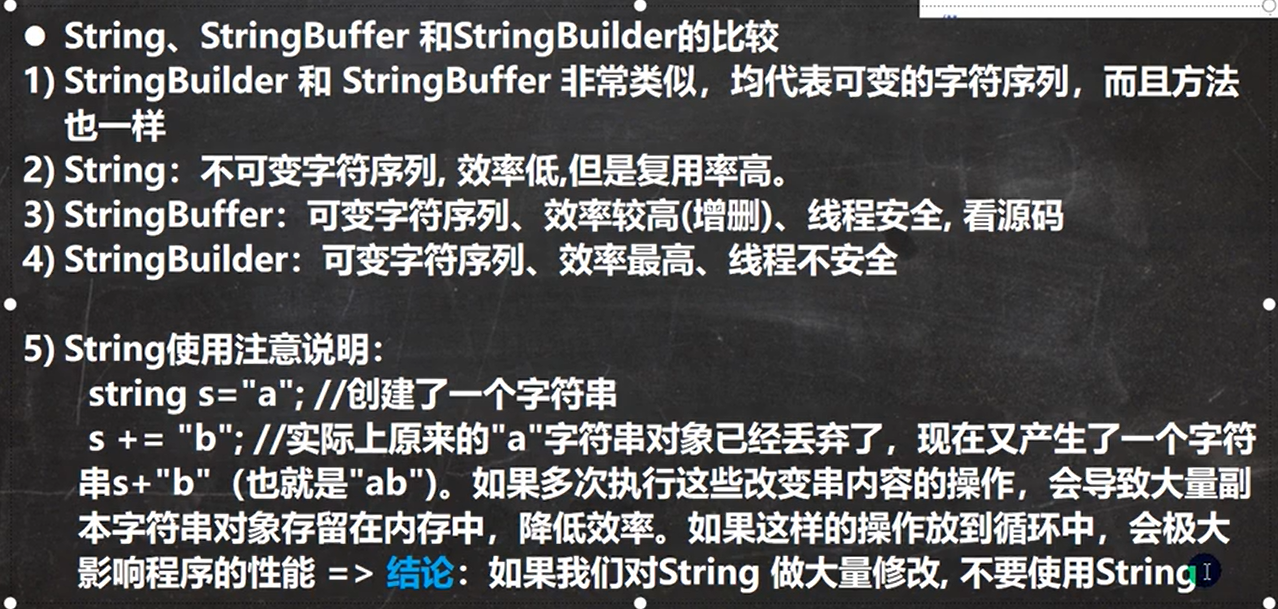 ● String、StringBuffer 和StringBuilder的比较
1) StringBuilder 和 StringBuffer 非常类似，均代表可变的字符序列，而且方法
也一样
2) String：不可变字符序列, 效率低,但是复用率高。
3) StringBuffer：可变字符序列、效率较高(增删)、线程安全, 看源码
4) StringBuilder：可变字符序列、效率最高、线程不安全
5) String使用注意说明：
string s="a"; //创建了一个字符串
s += "b"; //实际上原来的"a"字符串对象已经丢弃了，现在又产生了一个字符
串s+"b"（也就是"ab")。如果多次执行这些改变串内容的操作，会导致大量副
本字符串对象存留在内存中，降低效率。如果这样的操作放到循环中，会极大
影响程序的性能 => 结论：如果我们对String 做大量修改, 不要使用String